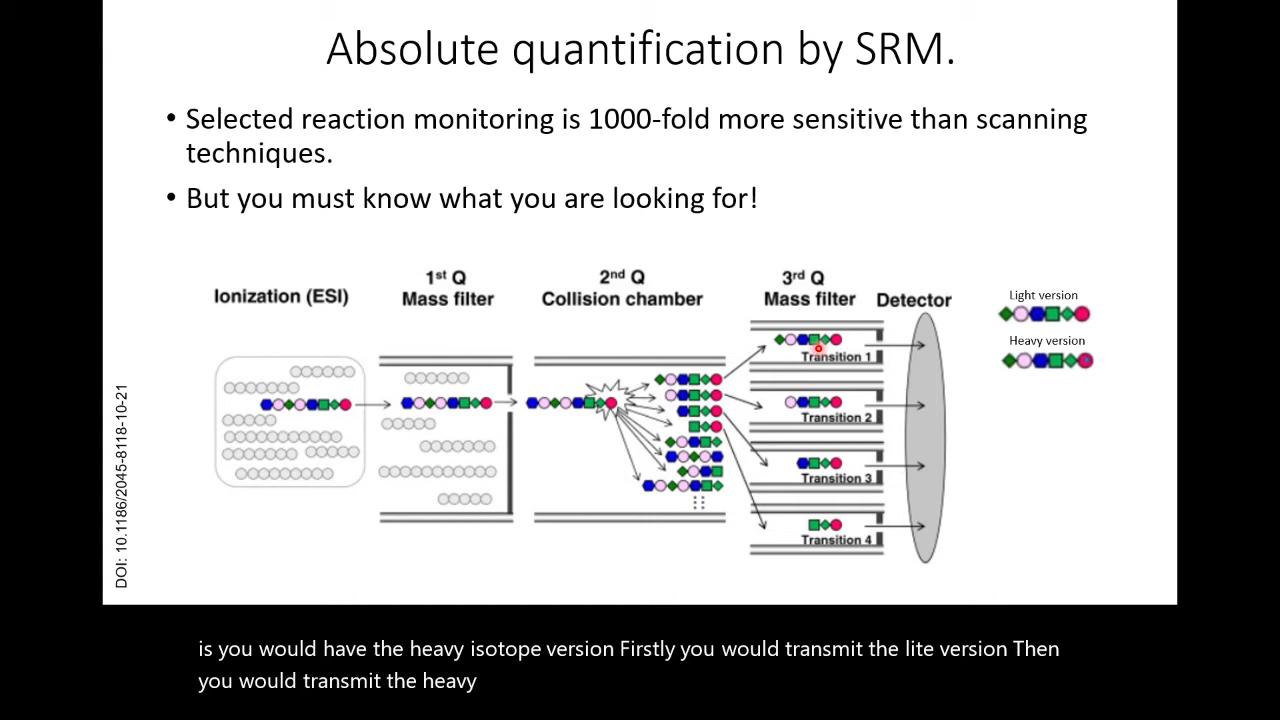 Absolute quantification by SRM.
• Selected reaction monitoring is 1000-fold more sensitive than scanning
techniques.
• But you must know what you are looking for!
Ionization (ESI)
1st Q
Mass filter
2nd Q
Collision chamber
3rd Q
Mass filter
Detector
Light version
Heavy version
Transition 1
Transition 2
Transition 3
Transition 4
DOI: 10.1186/2045-8118-10-21
is you would have the heavy isotope version Firstly you would transmit the lite version Then
you would transmit the heavy